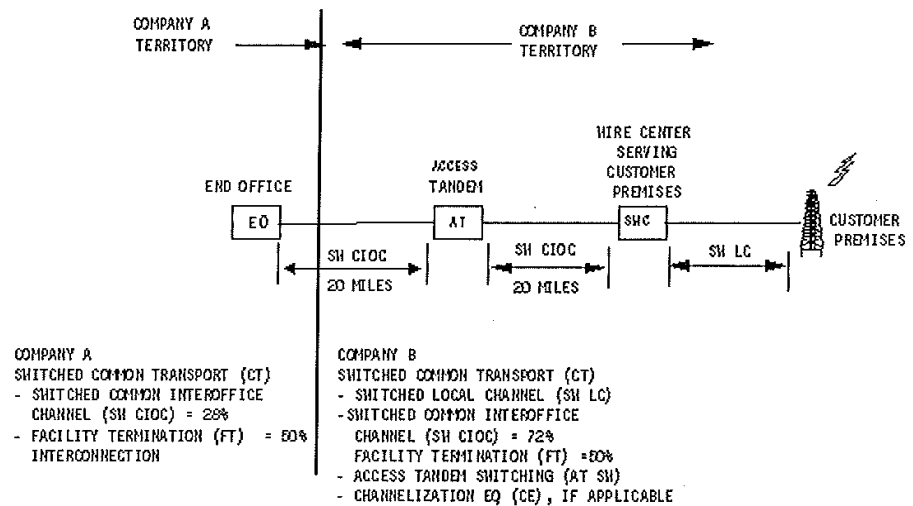 COMPANY A
TERRITORY
COMPANY B
TERRITORY
WIRE CENTER
SERVING
CUSTOMER
PREMISES
ACCESS
TANDEM
END OFFICE
EO
AT
SWC
CUSTOMER
PREMISES
SW CIOC
20 MILES
SW CIOC
20 MILES
SW LC
COMPANY A
SWITCHED COMMON TRANSPORT (CT)
- SWITCHED COMMON INTEROFFICE
CHANNEL (SW CIOC) = 28%
- FACILITY TERMINATION (FT) = 50%
INTERCONNECTION
COMPANY B
SWITCHED COMMON TRANSPORT (CT)
- SWITCHED LOCAL CHANNEL (SW LC)
-SWITCHED COMMON INTEROFFICE
CHANNEL (SW CIOC) = 72%
FACILITY TERMINATION (FT) =50%
- ACCESS TANDEM SWITCHING (AT SW)
- CHANNELIZATION EQ (CE), IF APPLICABLE